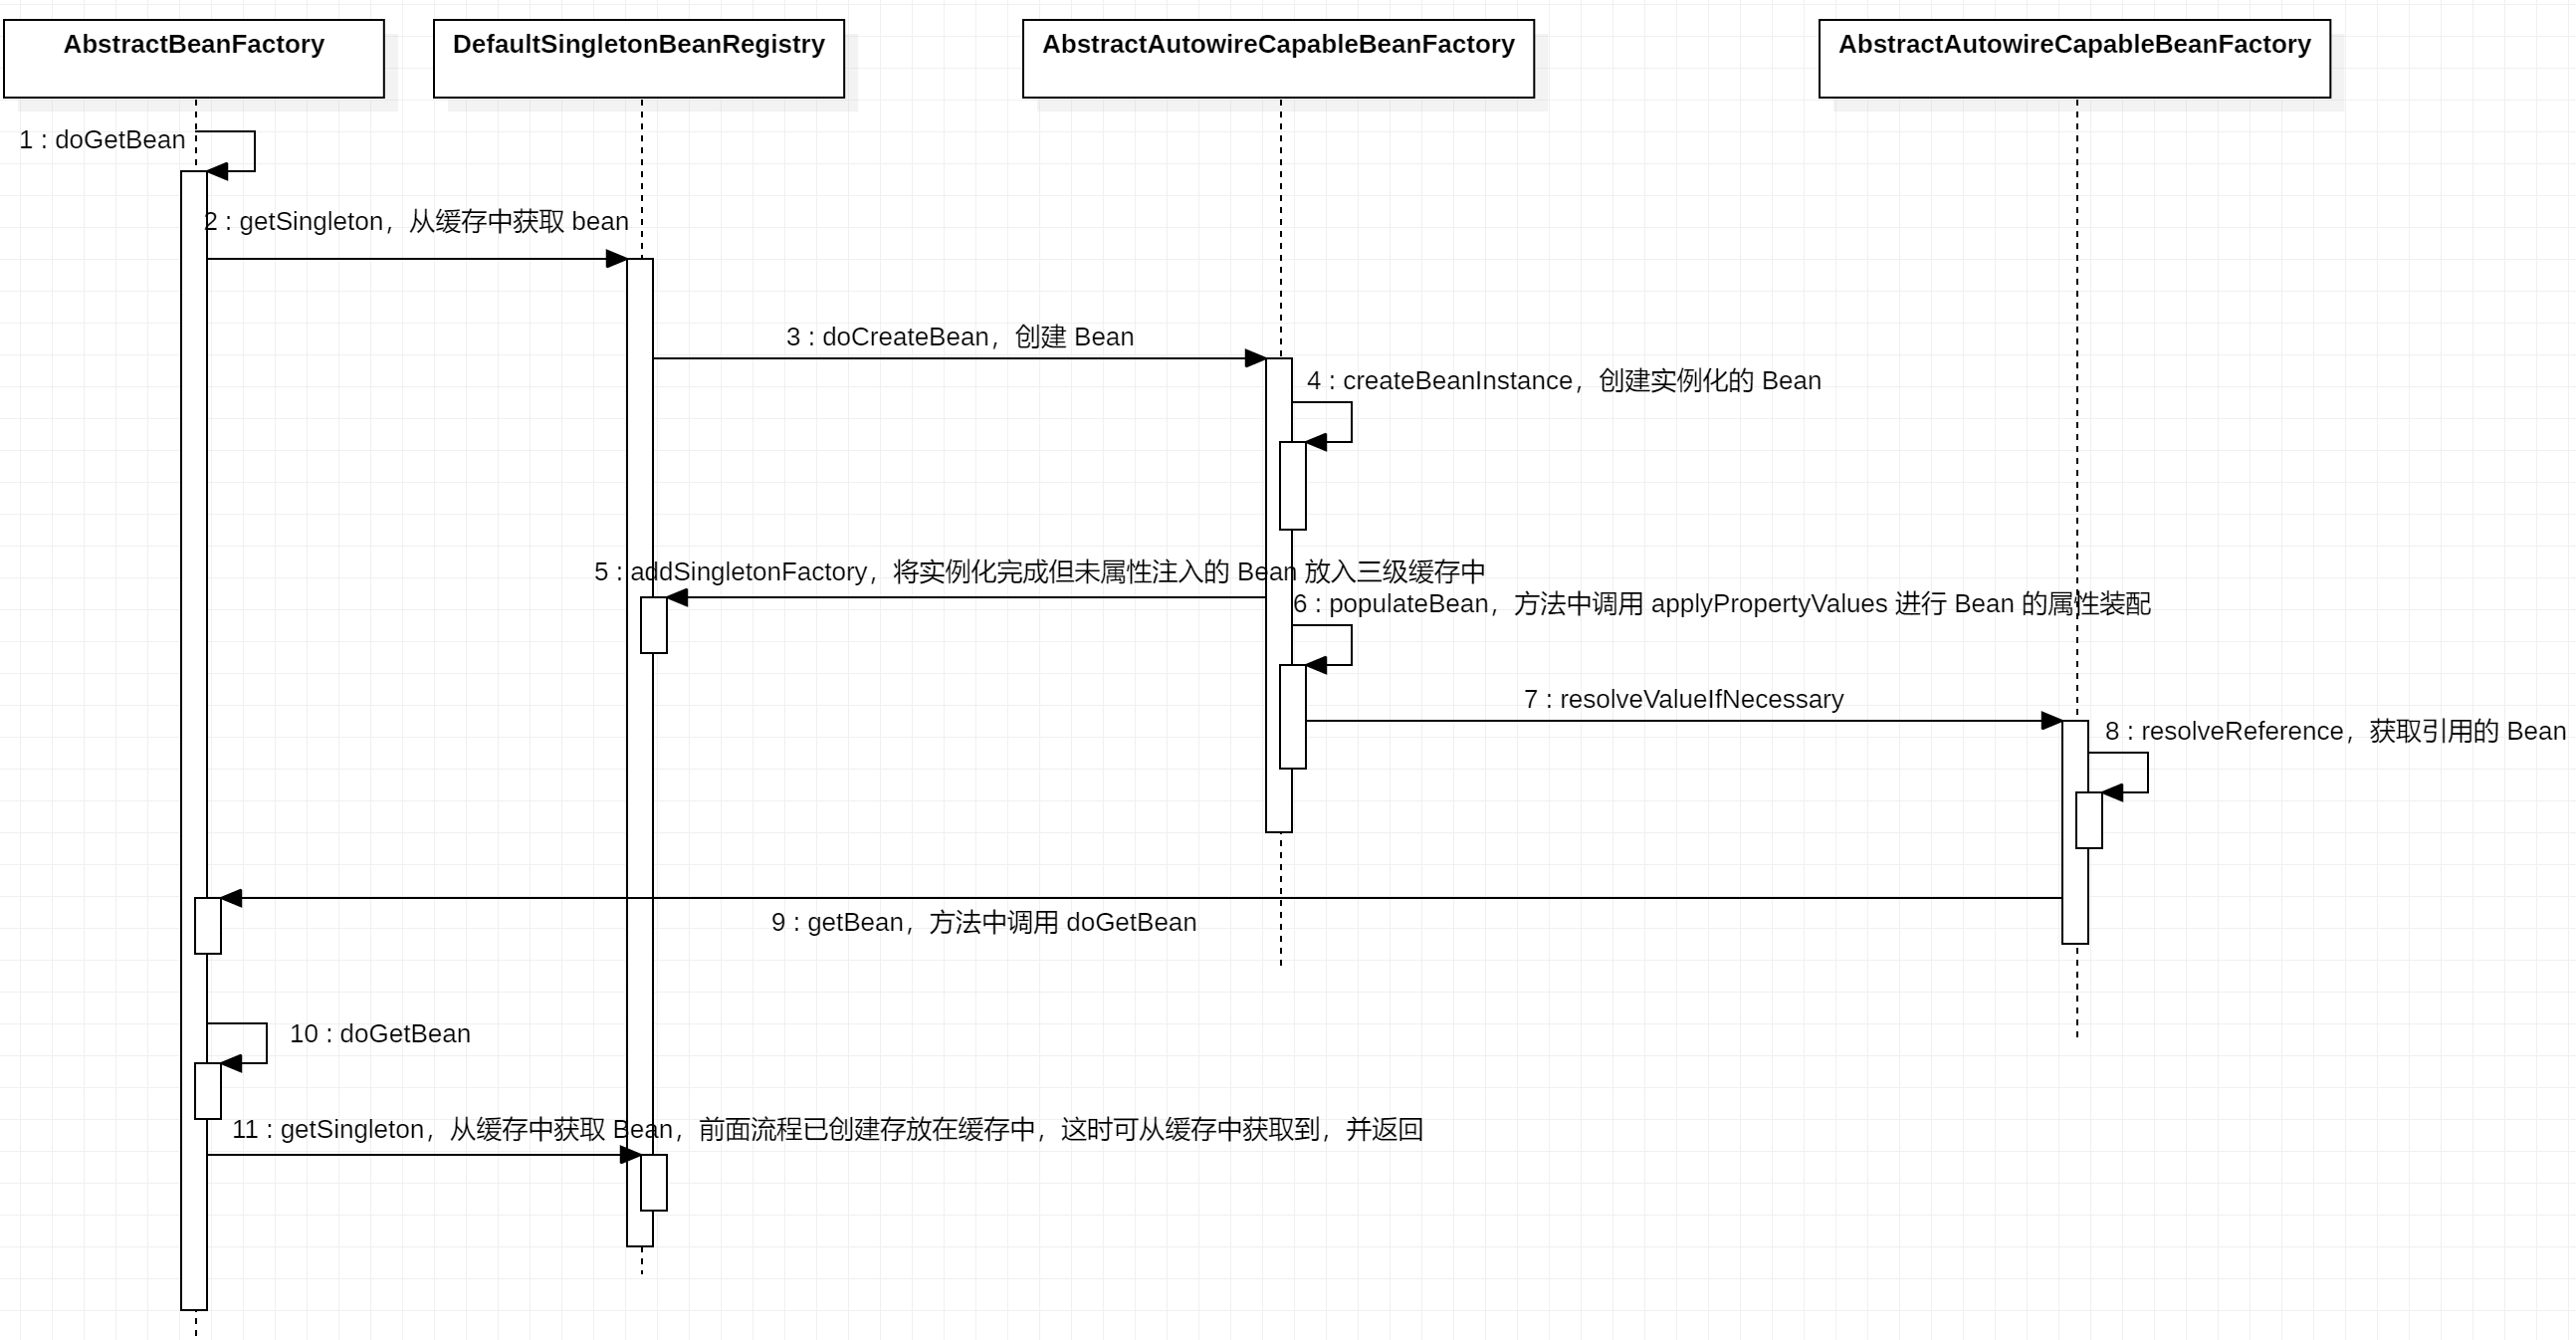 AbstractBeanFactory
DefaultSingletonBeanRegistry
AbstractAutowireCapableBeanFactory
AbstractAutowireCapableBeanFactory
1 : doGetBean
2 : getSingleton，从缓存中获取 bean
3 : doCreateBean，创建 Bean
4 : createBeanInstance，创建实例化的 Bean
5 : addSingletonFactory，将实例化完成但未属性注入的 Bean 放入三级缓存中
6 : populateBean，方法中调用 applyPropertyValues 进行 Bean 的属性装配
7 : resolveValueIfNecessary
8 : resolveReference，获取引用的 Bean
9 : getBean，方法中调用 doGetBean
10 : doGetBean
11 : getSingleton，从缓存中获取 Bean，前面流程已创建存放在缓存中，这时可从缓存中获取到，并返回